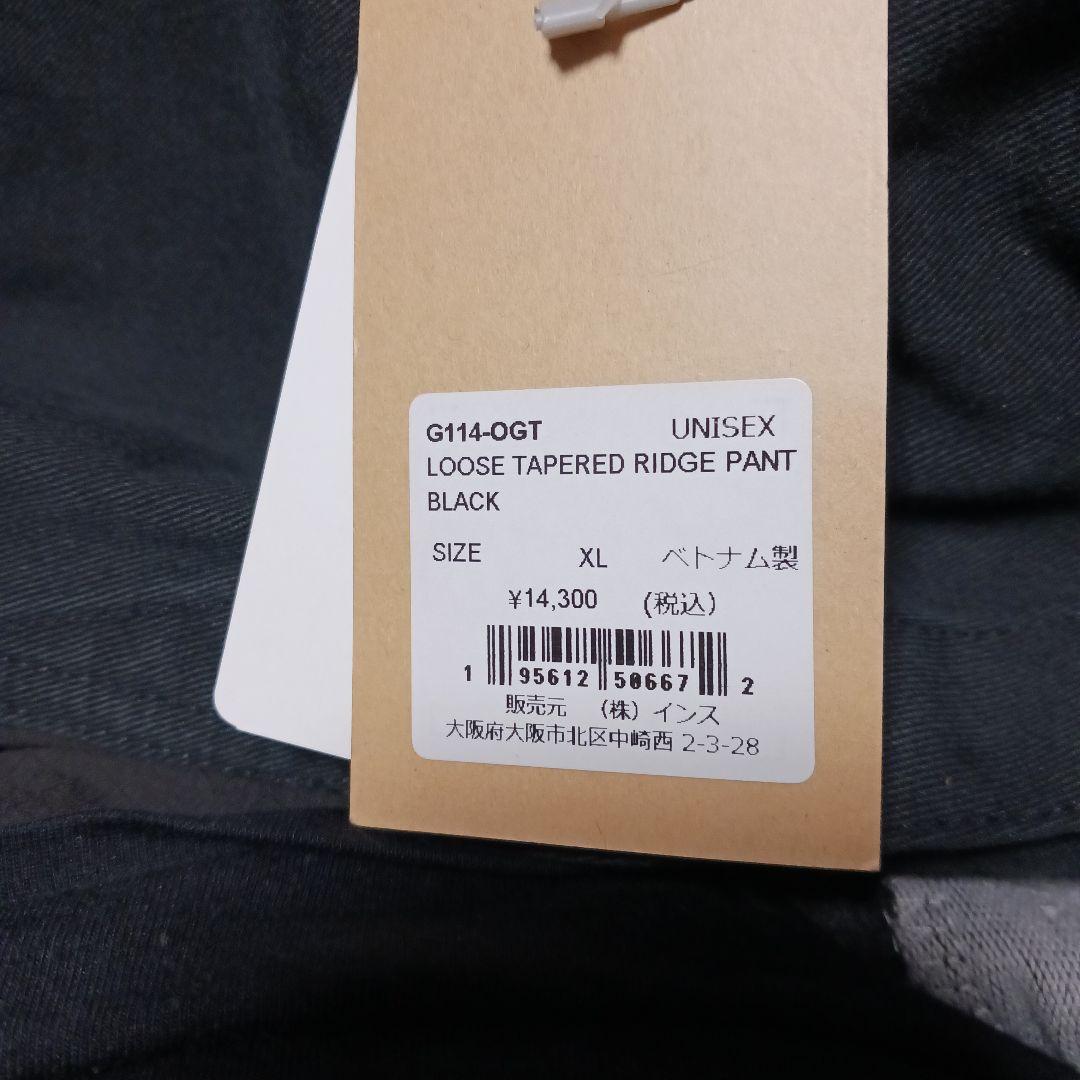 G114-OGT UNISEX
LOOSE TAPERED RIDGE PANT
BLACK
SIZE XL ベトナム製
¥14,300 (税込)
1 95612 50667 2
販売元 (株) インス
大阪府大阪市北区中崎西 2-3-28